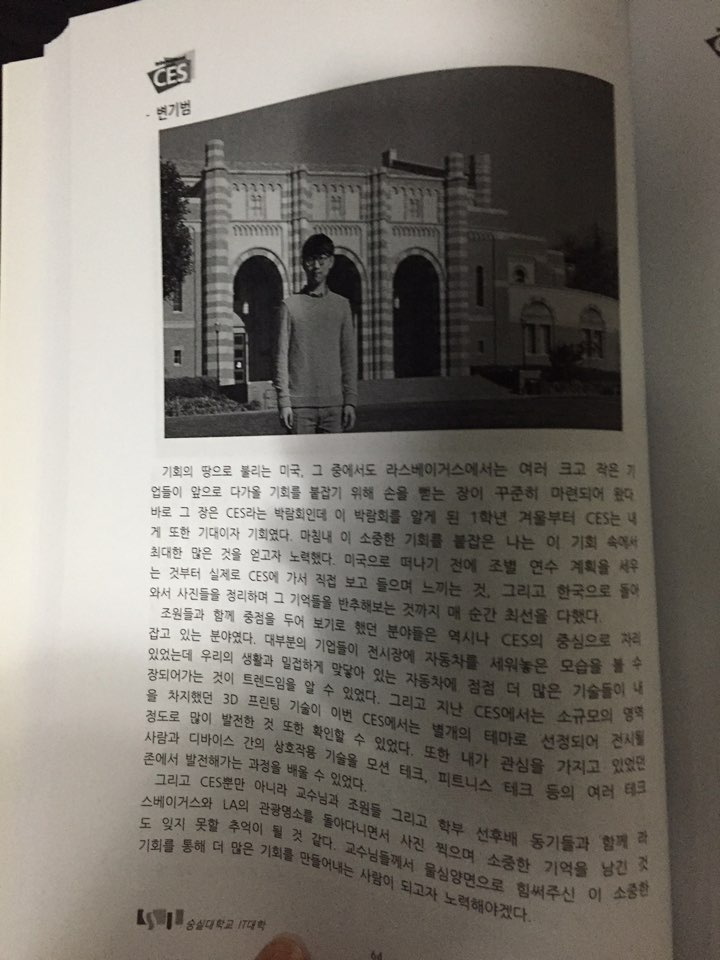 CES
- 변기범
기회의 땅으로 불리는 미국, 그 중에서도 라스베이거스에서는 여러 크고 작은 기
업들이 앞으로 다가올 기회를 붙잡기 위해 손을 뻗는 장이 꾸준히 마련되어 왔다.
바로 그 장은 CES라는 박람회인데 이 박람회를 알게 된 1학년 겨울부터 CES는 내
게 또한 기대이자 기회였다. 마침내 이 소중한 기회를 붙잡은 나는 이 기회 속에서
최대한 많은 것을 얻고자 노력했다. 미국으로 떠나기 전에 조별 연수 계획을 세우
는 것부터 실제로 CES에 가서 직접 보고 들으며 느끼는 것, 그리고 한국으로 돌아
와서 사진들을 정리하며 그 기억들을 반추해보는 것까지 매 순간 최선을 다했다.
조원들과 함께 중점을 두어 보기로 했던 분야들은 역시나 CES의 중심으로 자리
잡고 있는 분야였다. 대부분의 기업들이 전시장에 자동차를 세워놓은 모습을 볼 수
있었는데 우리의 생활과 밀접하게 맞닿아 있는 자동차에 점점 더 많은 기술들이 내
장되어가는 것이 트렌드임을 알 수 있었다. 그리고 지난 CES에서는 소규모의 영역
을 차지했던 3D 프린팅 기술이 이번 CES에서는 별개의 테마로 선정되어 전시될
정도로 많이 발전한 것 또한 확인할 수 있었다. 또한 내가 관심을 가지고 있었던
사람과 디바이스 간의 상호작용 기술을 모션 테크, 피트니스 테크 등의 여러 테크
존에서 발전해가는 과정을 배울 수 있었다.
그리고 CES뿐만 아니라 교수님과 조원들 그리고 학부 선후배 동기들과 함께 라
스베이거스와 LA의 관광명소를 돌아다니면서 사진 찍으며 소중한 기억을 남긴 것
도 잊지 못할 추억이 될 것 같다. 교수님들께서 물심양면으로 힘써주신 이 소중한
기회를 통해 더 많은 기회를 만들어내는 사람이 되고자 노력해야겠다.
숭실대학교 IT대학
64